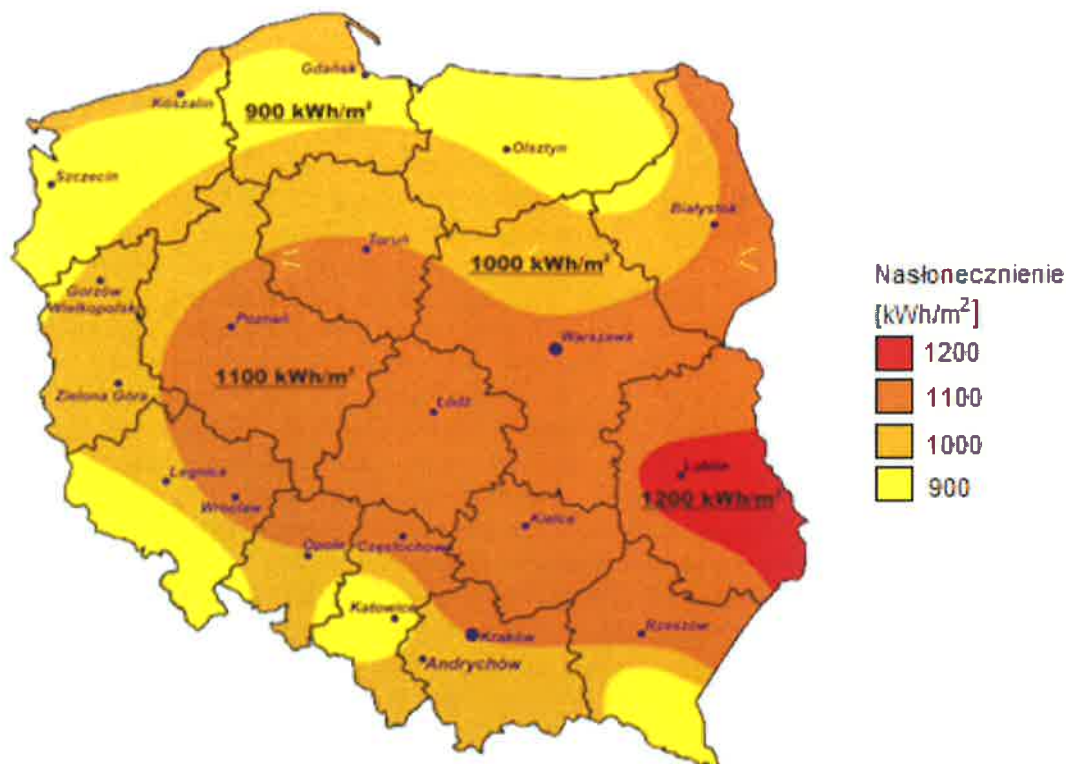 Gdańsk
Koszalin
900 kWh/m²
Olsztyn
Szczecin
Białystok
Toruń
1000 kWh/m²
Gorzów
Wielkopolski
Poznań
Warszawa
1100 kWh/m²
Zielona Góra
Łódź
Legnica
Lublin
Wrocław
1200 kWh/m²
Kielce
Opole
Częstochowa
Katowice
Kraków
Rzeszów
Andrychów
Nasłonecznienie
[kWh/m²]
1200
1100
1000
900